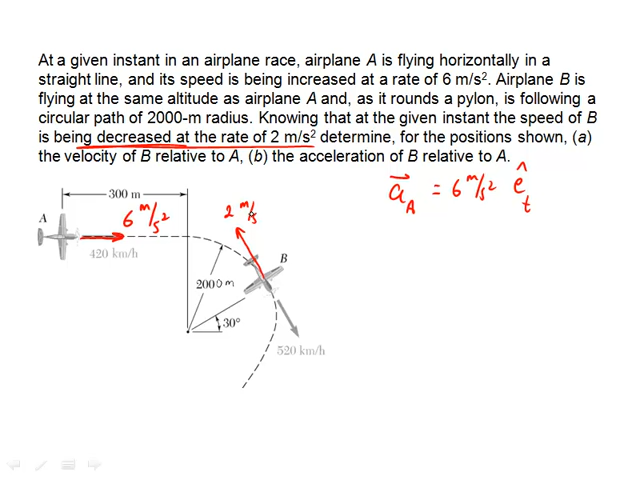 At a given instant in an airplane race, airplane A is flying horizontally in a
straight line, and its speed is being increased at a rate of 6 m/s². Airplane B is
flying at the same altitude as airplane A and, as it rounds a pylon, is following a
circular path of 2000-m radius. Knowing that at the given instant the speed of B
is being decreased at the rate of 2 m/s² determine, for the positions shown, (a)
the velocity of B relative to A, (b) the acceleration of B relative to A.
a⃗_A = 6 m/s² ê_t
300 m
A
6 m/s²
2 m/s
420 km/h
B
2000 m
30°
520 km/h